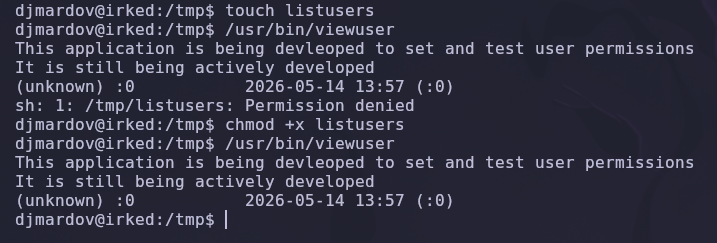 djmardov@irked:/tmp$ touch listusers
djmardov@irked:/tmp$ /usr/bin/viewuser
This application is being devleoped to set and test user permissions
It is still being actively developed
(unknown) :0           2026-05-14 13:57 (:0)
sh: 1: /tmp/listusers: Permission denied
djmardov@irked:/tmp$ chmod +x listusers
djmardov@irked:/tmp$ /usr/bin/viewuser
This application is being devleoped to set and test user permissions
It is still being actively developed
(unknown) :0           2026-05-14 13:57 (:0)
djmardov@irked:/tmp$